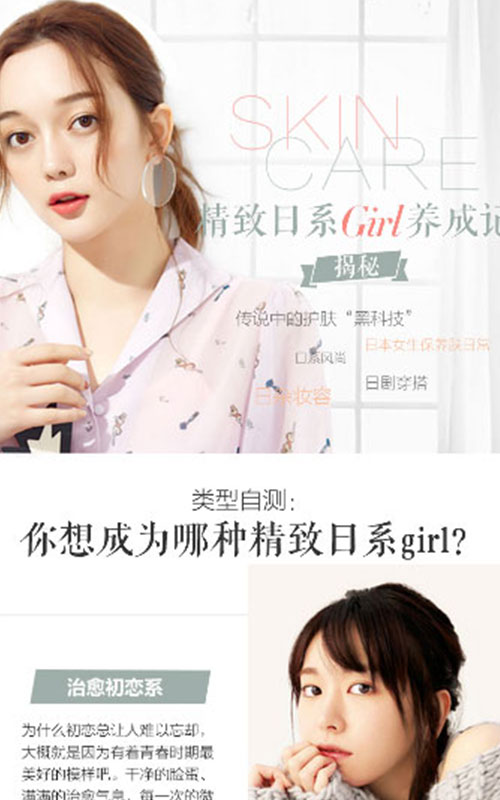 SKIN
CARE
精致日系Girl养成记
揭秘
传说中的护肤“黑科技”
日本女生保养肤日常
日系风尚
日剧穿搭
日系妆容
类型自测：
你想成为哪种精致日系girl？
治愈初恋系
为什么初恋总让人难以忘却，
大概就是因为有着青春时期最
美好的模样吧。干净的脸蛋、
满满的治愈气息，每一次的微